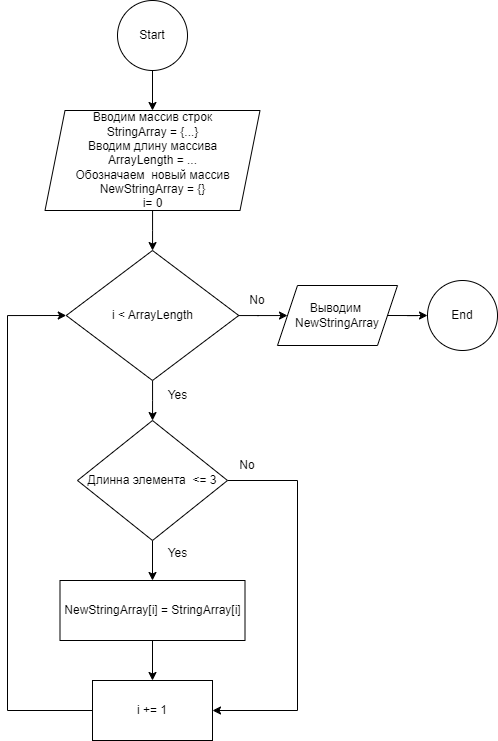 Start
Вводим массив строк
StringArray = {...}
Вводим длину массива
ArrayLength = ...
Обозначаем новый массив
NewStringArray = {}
i= 0
i < ArrayLength
No
Выводим
NewStringArray
End
Yes
Длинна элемента <= 3
No
Yes
NewStringArray[i] = StringArray[i]
i += 1